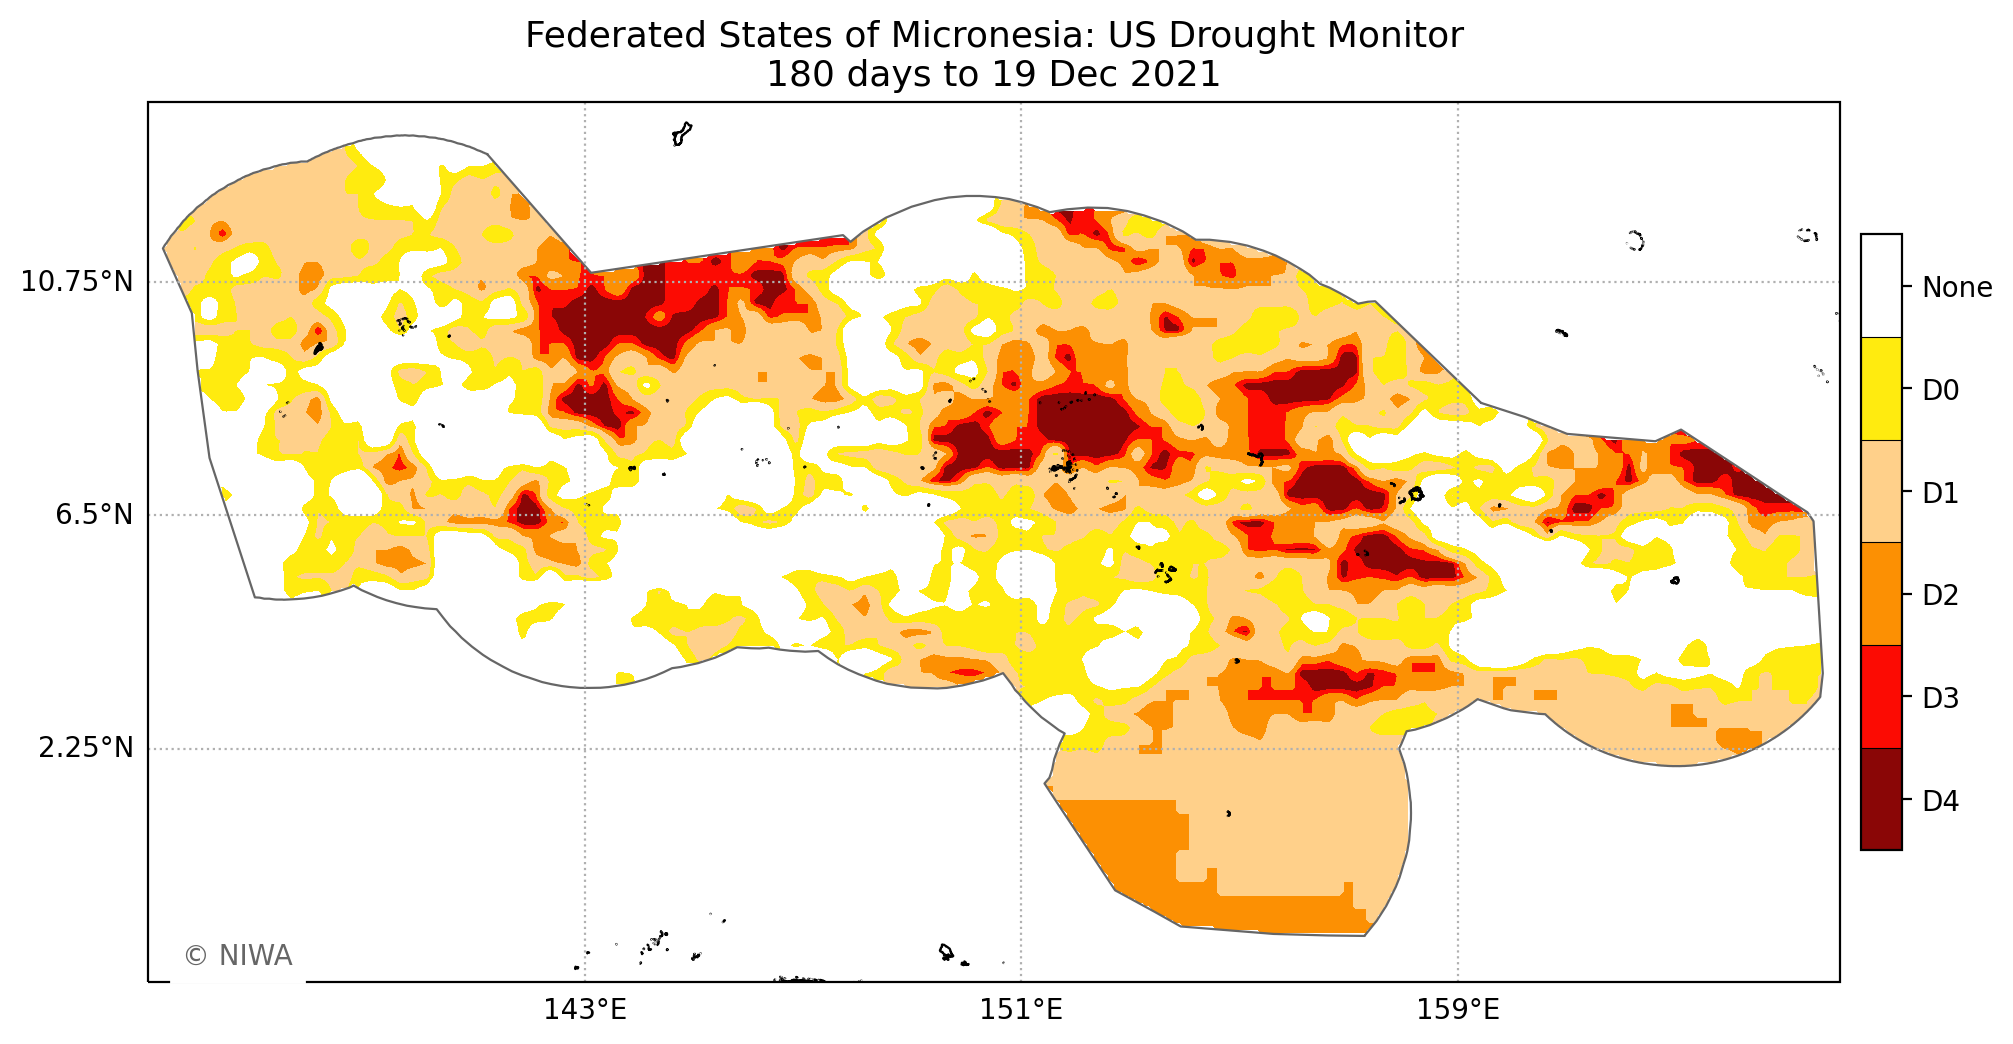 Federated States of Micronesia: US Drought Monitor
180 days to 19 Dec 2021
10.75°N
6.5°N
2.25°N
143°E
151°E
159°E
None
D0
D1
D2
D3
D4
© NIWA